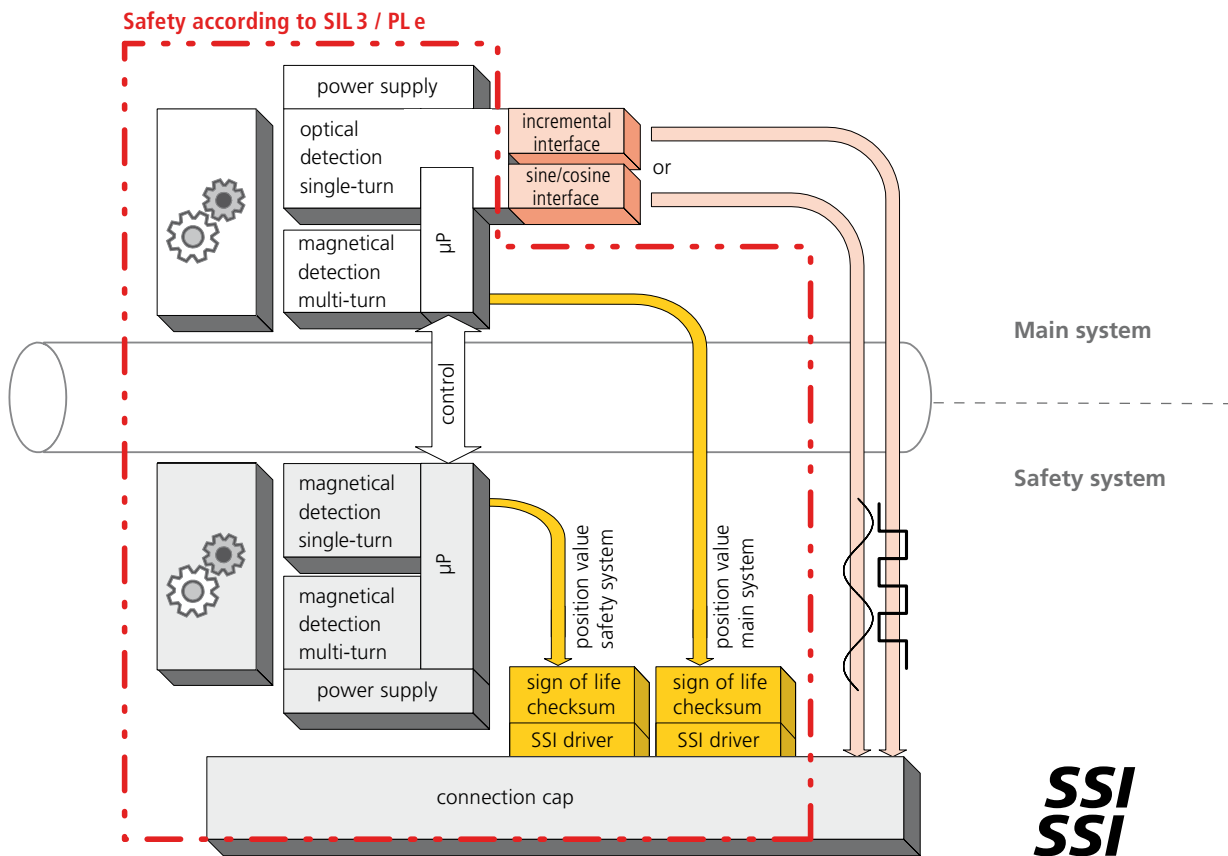 Safety according to SIL 3 / PL e
power supply
optical
detection
single-turn
µP
magnetical
detection
multi-turn
incremental
interface
or
sine/cosine
interface
control
Main system
Safety system
magnetical
detection
single-turn
µP
magnetical
detection
multi-turn
power supply
position value
safety system
position value
main system
sign of life
checksum
SSI driver
sign of life
checksum
SSI driver
connection cap
SSI
SSI